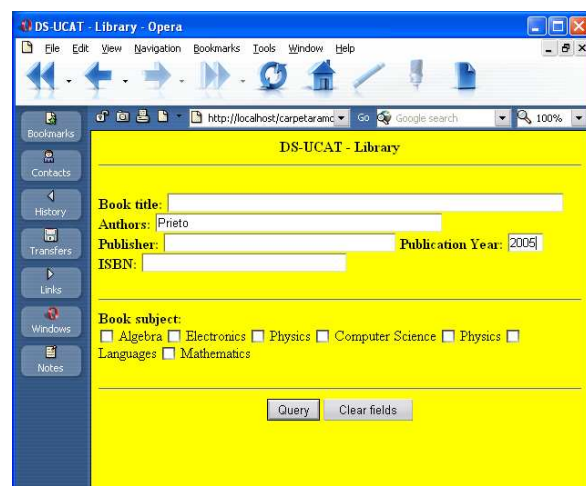 DS-UCAT - Library - Opera
File Edit View Navigation Bookmarks Tools Window Help
http://localhost/carpetaramc Go Google search 100%
Bookmarks
Contacts
History
Transfers
Links
Windows
Notes
DS-UCAT - Library
Book title:
Authors: Prieto
Publisher: Publication Year: 2005
ISBN:
Book subject:
Algebra Electronics Physics Computer Science Physics
Languages Mathematics
Query Clear fields